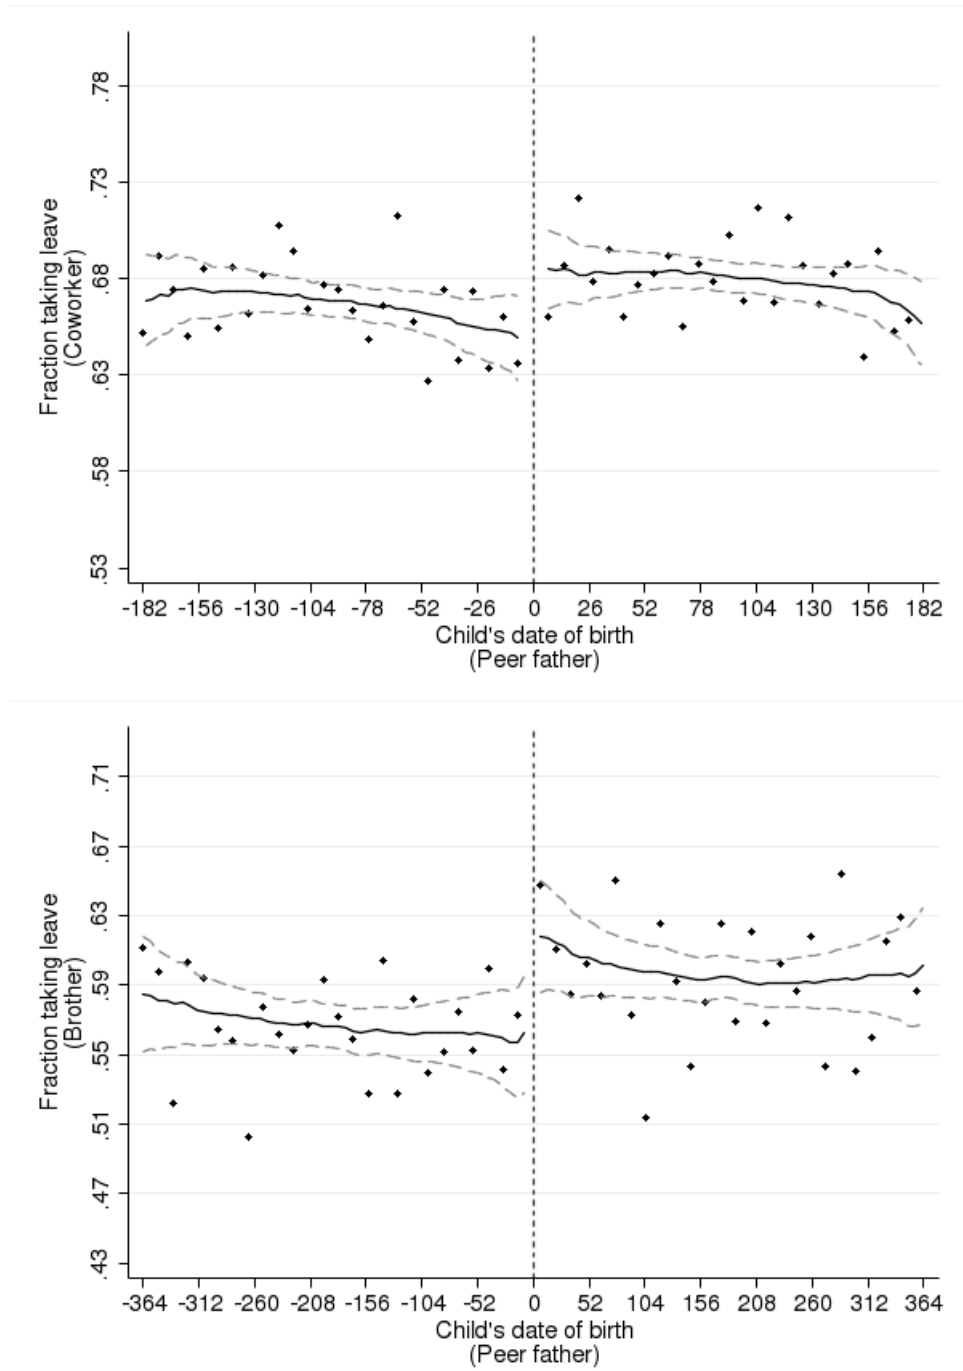 .78
.73
.68
.63
.58
.53
Fraction taking leave
(Coworker)
-182 -156 -130 -104 -78 -52 -26 0 26 52 78 104 130 156 182
Child's date of birth
(Peer father)
.71
.67
.63
.59
.55
.51
.47
.43
Fraction taking leave
(Brother)
-364 -312 -260 -208 -156 -104 -52 0 52 104 156 208 260 312 364
Child's date of birth
(Peer father)